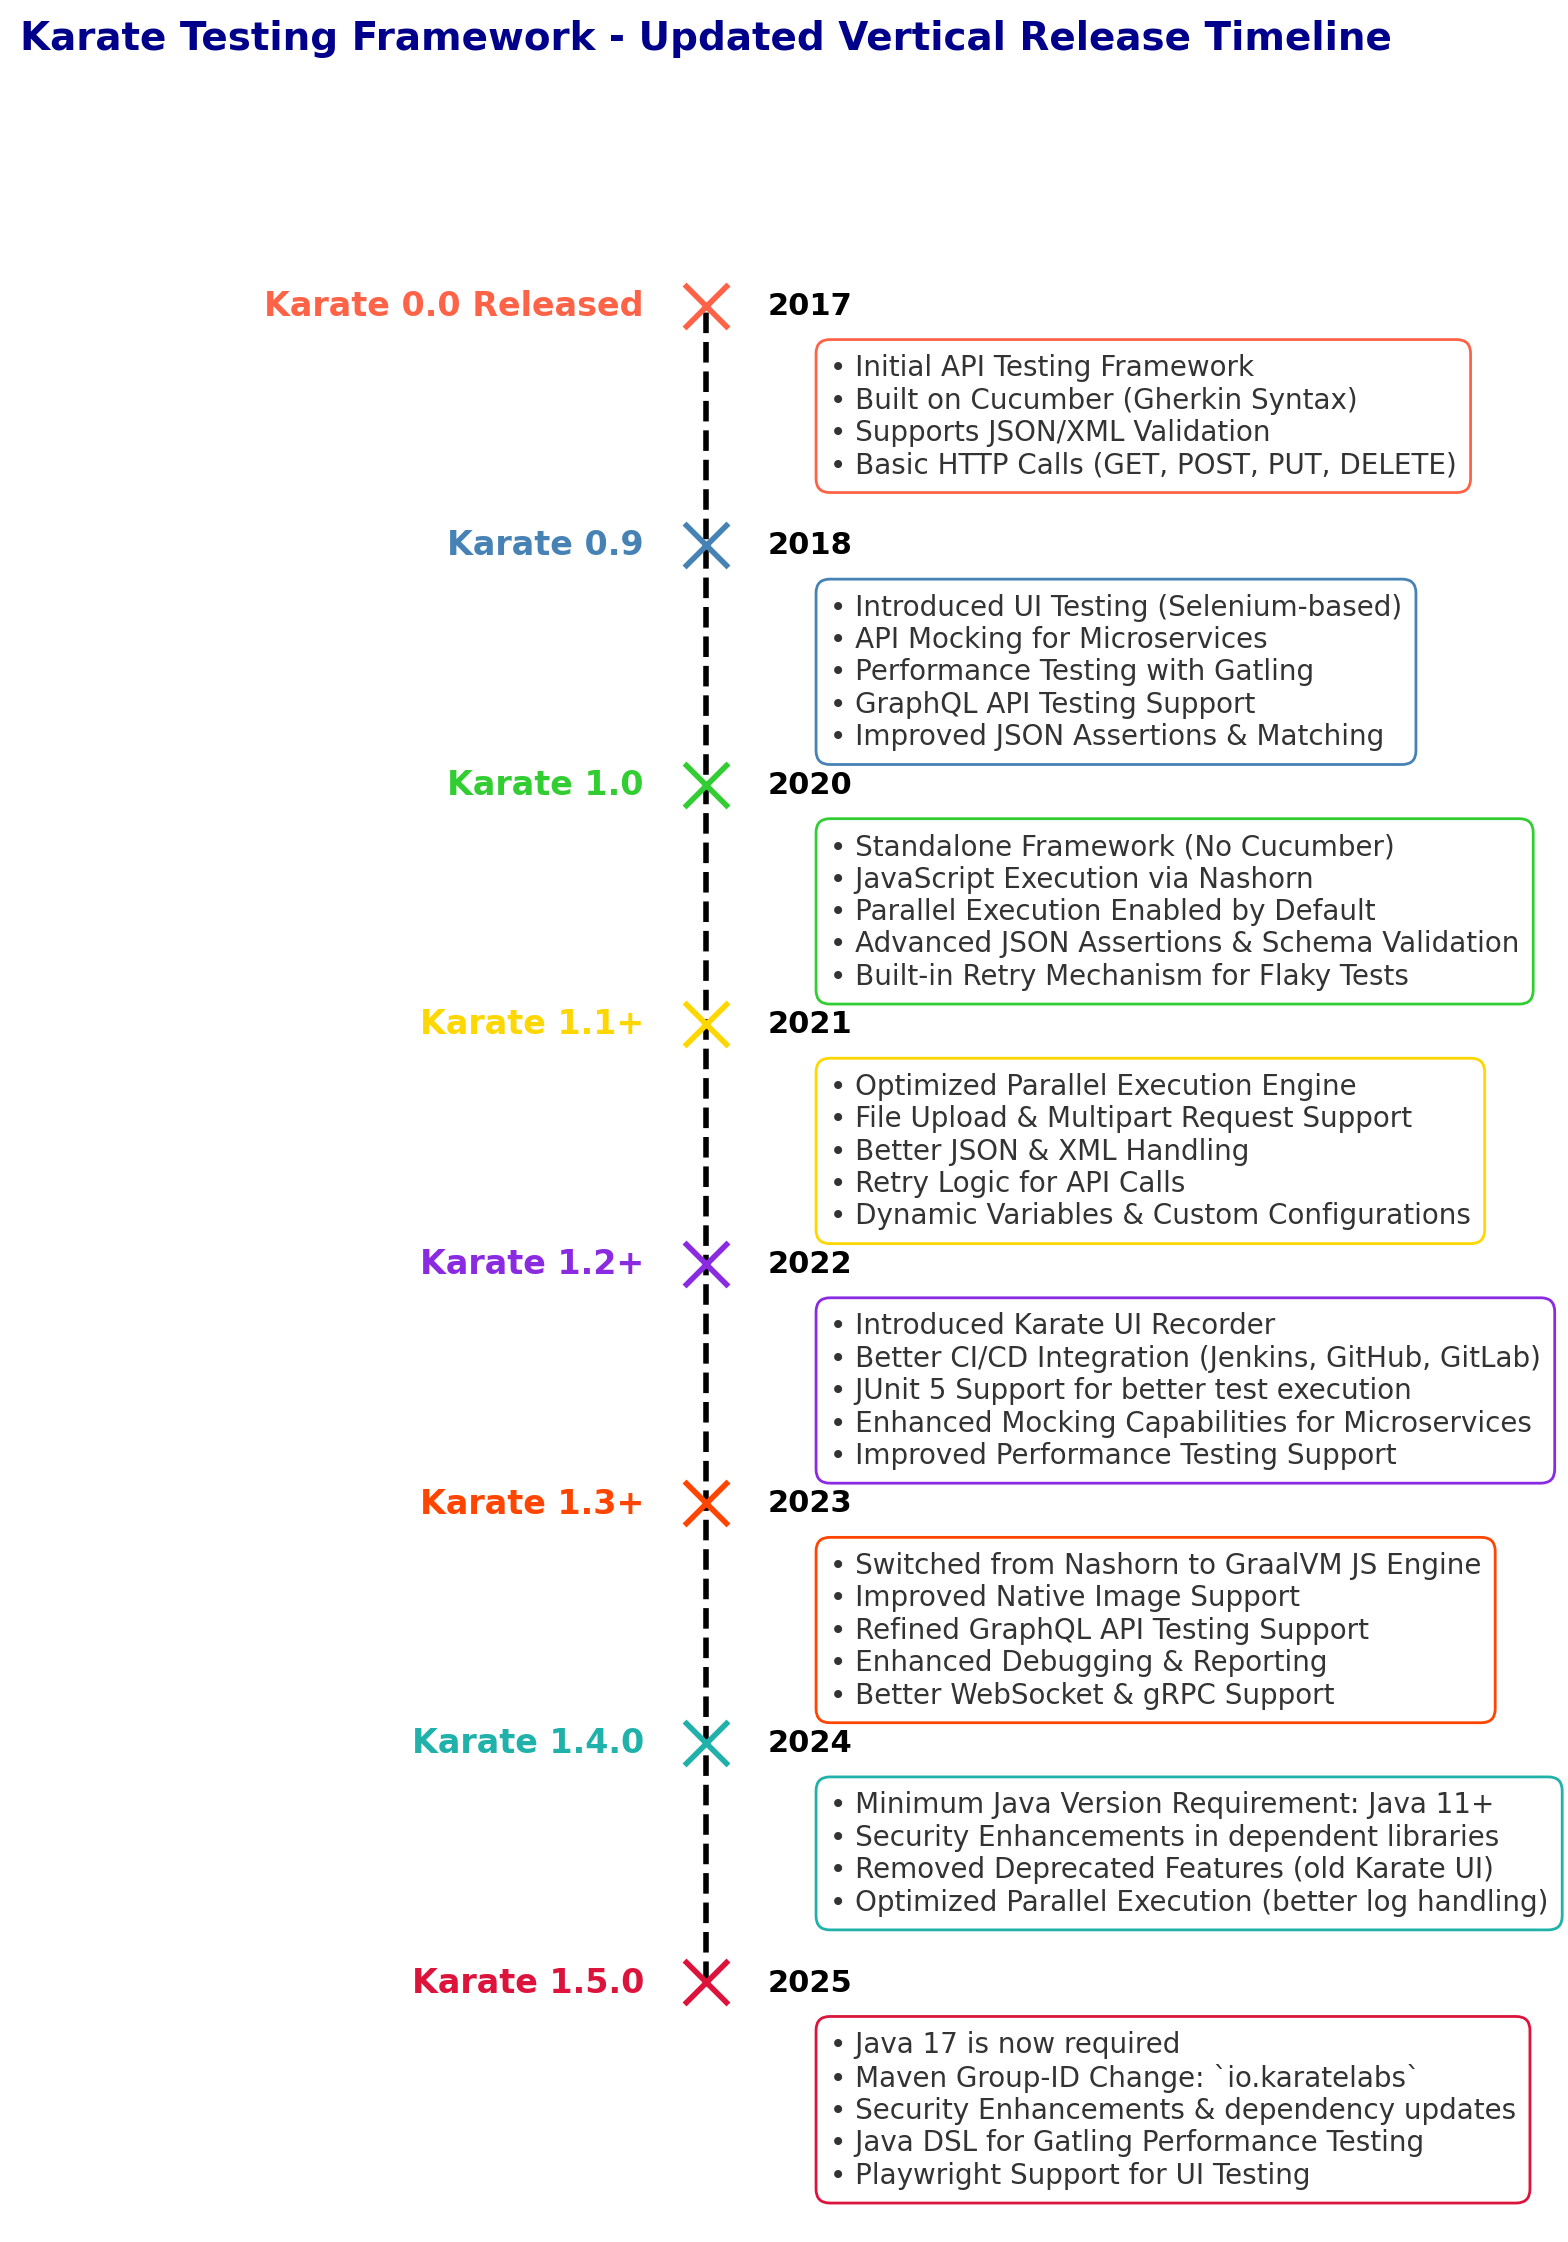 Karate Testing Framework - Updated Vertical Release Timeline
Karate 0.0 Released
2017
• Initial API Testing Framework
• Built on Cucumber (Gherkin Syntax)
• Supports JSON/XML Validation
• Basic HTTP Calls (GET, POST, PUT, DELETE)
Karate 0.9
2018
• Introduced UI Testing (Selenium-based)
• API Mocking for Microservices
• Performance Testing with Gatling
• GraphQL API Testing Support
• Improved JSON Assertions & Matching
Karate 1.0
2020
• Standalone Framework (No Cucumber)
• JavaScript Execution via Nashorn
• Parallel Execution Enabled by Default
• Advanced JSON Assertions & Schema Validation
• Built-in Retry Mechanism for Flaky Tests
Karate 1.1+
2021
• Optimized Parallel Execution Engine
• File Upload & Multipart Request Support
• Better JSON & XML Handling
• Retry Logic for API Calls
• Dynamic Variables & Custom Configurations
Karate 1.2+
2022
• Introduced Karate UI Recorder
• Better CI/CD Integration (Jenkins, GitHub, GitLab)
• JUnit 5 Support for better test execution
• Enhanced Mocking Capabilities for Microservices
• Improved Performance Testing Support
Karate 1.3+
2023
• Switched from Nashorn to GraalVM JS Engine
• Improved Native Image Support
• Refined GraphQL API Testing Support
• Enhanced Debugging & Reporting
• Better WebSocket & gRPC Support
Karate 1.4.0
2024
• Minimum Java Version Requirement: Java 11+
• Security Enhancements in dependent libraries
• Removed Deprecated Features (old Karate UI)
• Optimized Parallel Execution (better log handling)
Karate 1.5.0
2025
• Java 17 is now required
• Maven Group-ID Change: `io.karatelabs`
• Security Enhancements & dependency updates
• Java DSL for Gatling Performance Testing
• Playwright Support for UI Testing